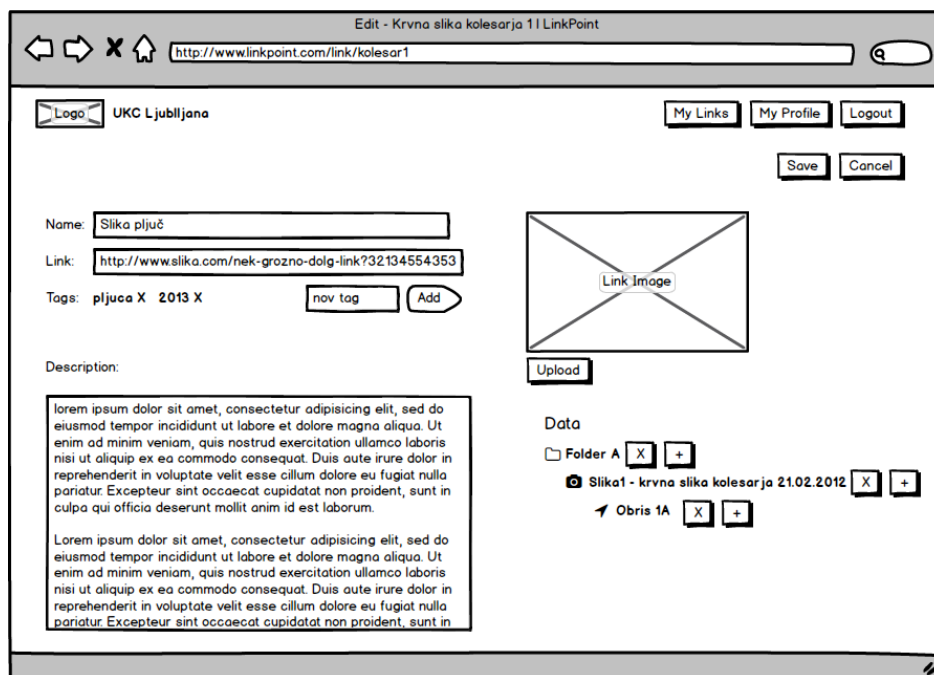 Edit - Krvna slika kolesarja 1 | LinkPoint
http://www.linkpoint.com/link/kolesar1
Logo UKC Ljublljana
My Links My Profile Logout
Save Cancel
Name: Slika pljuč
Link: http://www.slika.com/nek-grozno-dolg-link?32134554353
Tags: pljuca X 2013 X nov tag Add
Link Image
Upload
Description:
lorem ipsum dolor sit amet, consectetur adipisicing elit, sed do
eiusmod tempor incididunt ut labore et dolore magna aliqua. Ut
enim ad minim veniam, quis nostrud exercitation ullamco laboris
nisi ut aliquip ex ea commodo consequat. Duis aute irure dolor in
reprehenderit in voluptate velit esse cillum dolore eu fugiat nulla
pariatur. Excepteur sint occaecat cupidatat non proident, sunt in
culpa qui officia deserunt mollit anim id est laborum.
Lorem ipsum dolor sit amet, consectetur adipisicing elit, sed do
eiusmod tempor incididunt ut labore et dolore magna aliqua. Ut
enim ad minim veniam, quis nostrud exercitation ullamco laboris
nisi ut aliquip ex ea commodo consequat. Duis aute irure dolor in
reprehenderit in voluptate velit esse cillum dolore eu fugiat nulla
pariatur. Excepteur sint occaecat cupidatat non proident, sunt in
Data
Folder A X +
Slika1 - krvna slika kolesarja 21.02.2012 X +
Obris 1A X +